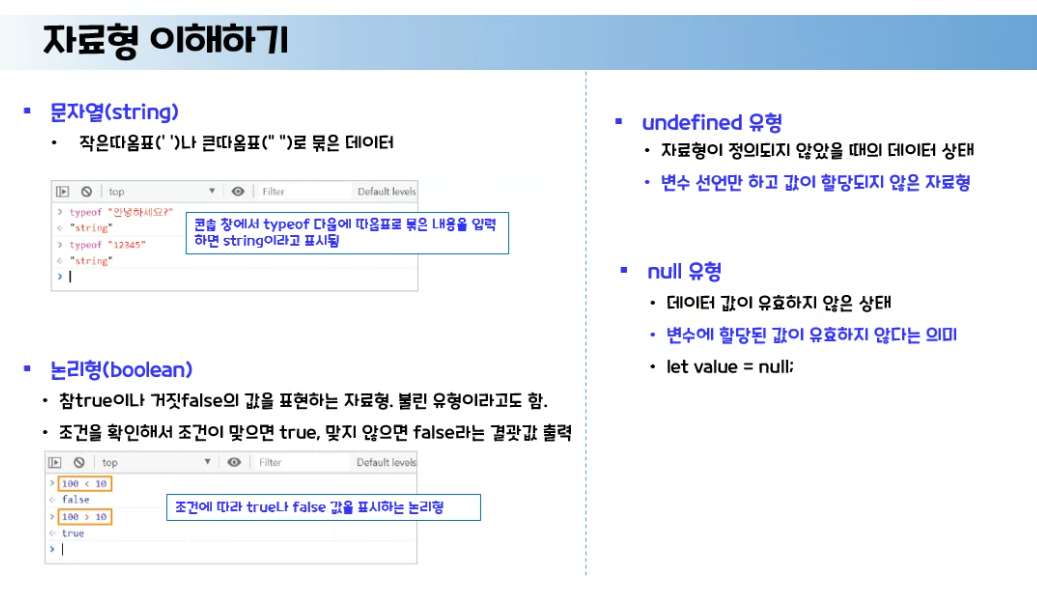 자료형 이해하기
▪ 문자열(string)
• 작은따옴표(' ')나 큰따옴표(" ")로 묶은 데이터
top ▼ Filter Default levels
> typeof "안녕하세요?"
< "string"
> typeof "12345"
< "string"
>
콘솔 창에서 typeof 다음에 따옴표로 묶은 내용을 입력
하면 string이라고 표시됨
▪ 논리형(boolean)
• 참true이나 거짓false의 값을 표현하는 자료형. 불린 유형이라고도 함.
• 조건을 확인해서 조건이 맞으면 true, 맞지 않으면 false라는 결괏값 출력
top ▼ Filter Default levels
> 100 < 10
< false
> 100 > 10
< true
>
조건에 따라 true나 false 값을 표시하는 논리형
▪ undefined 유형
• 자료형이 정의되지 않았을 때의 데이터 상태
• 변수 선언만 하고 값이 할당되지 않은 자료형
▪ null 유형
• 데이터 값이 유효하지 않은 상태
• 변수에 할당된 값이 유효하지 않다는 의미
• let value = null;